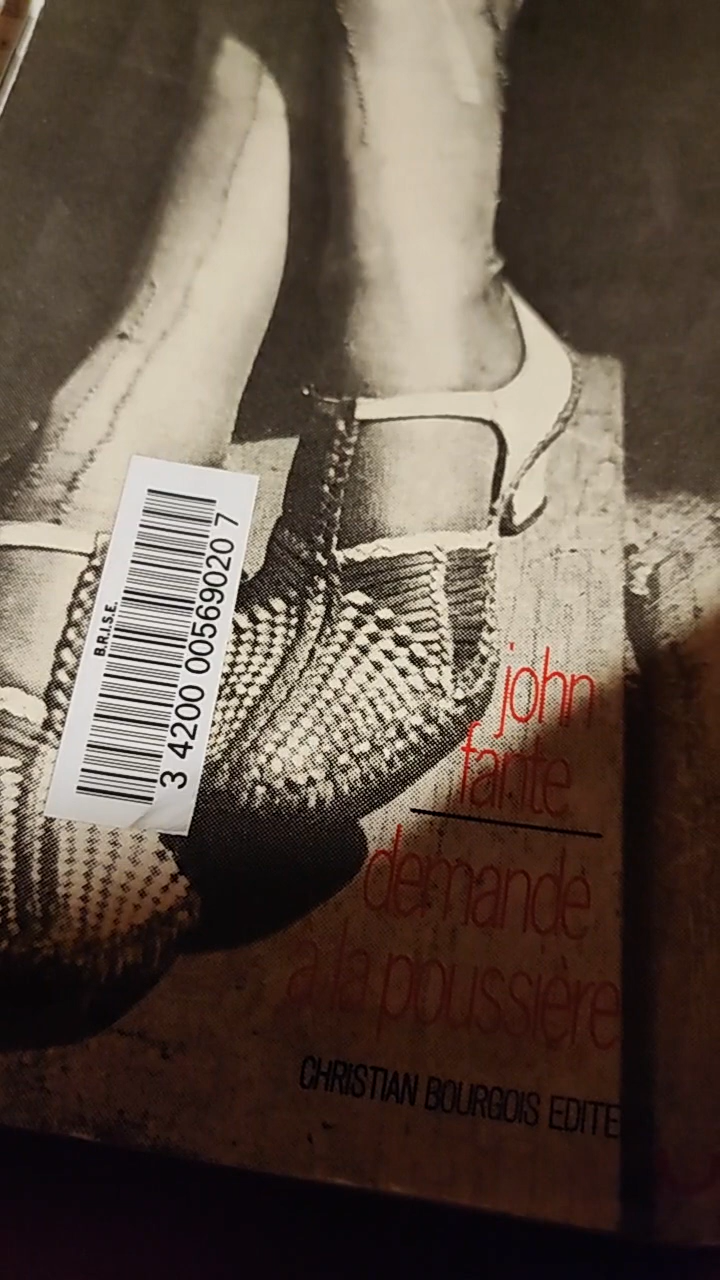 B.R.I.S.E.
3 4200 00569020 7
john
fante
demande
à la poussière
CHRISTIAN BOURGOIS EDITE